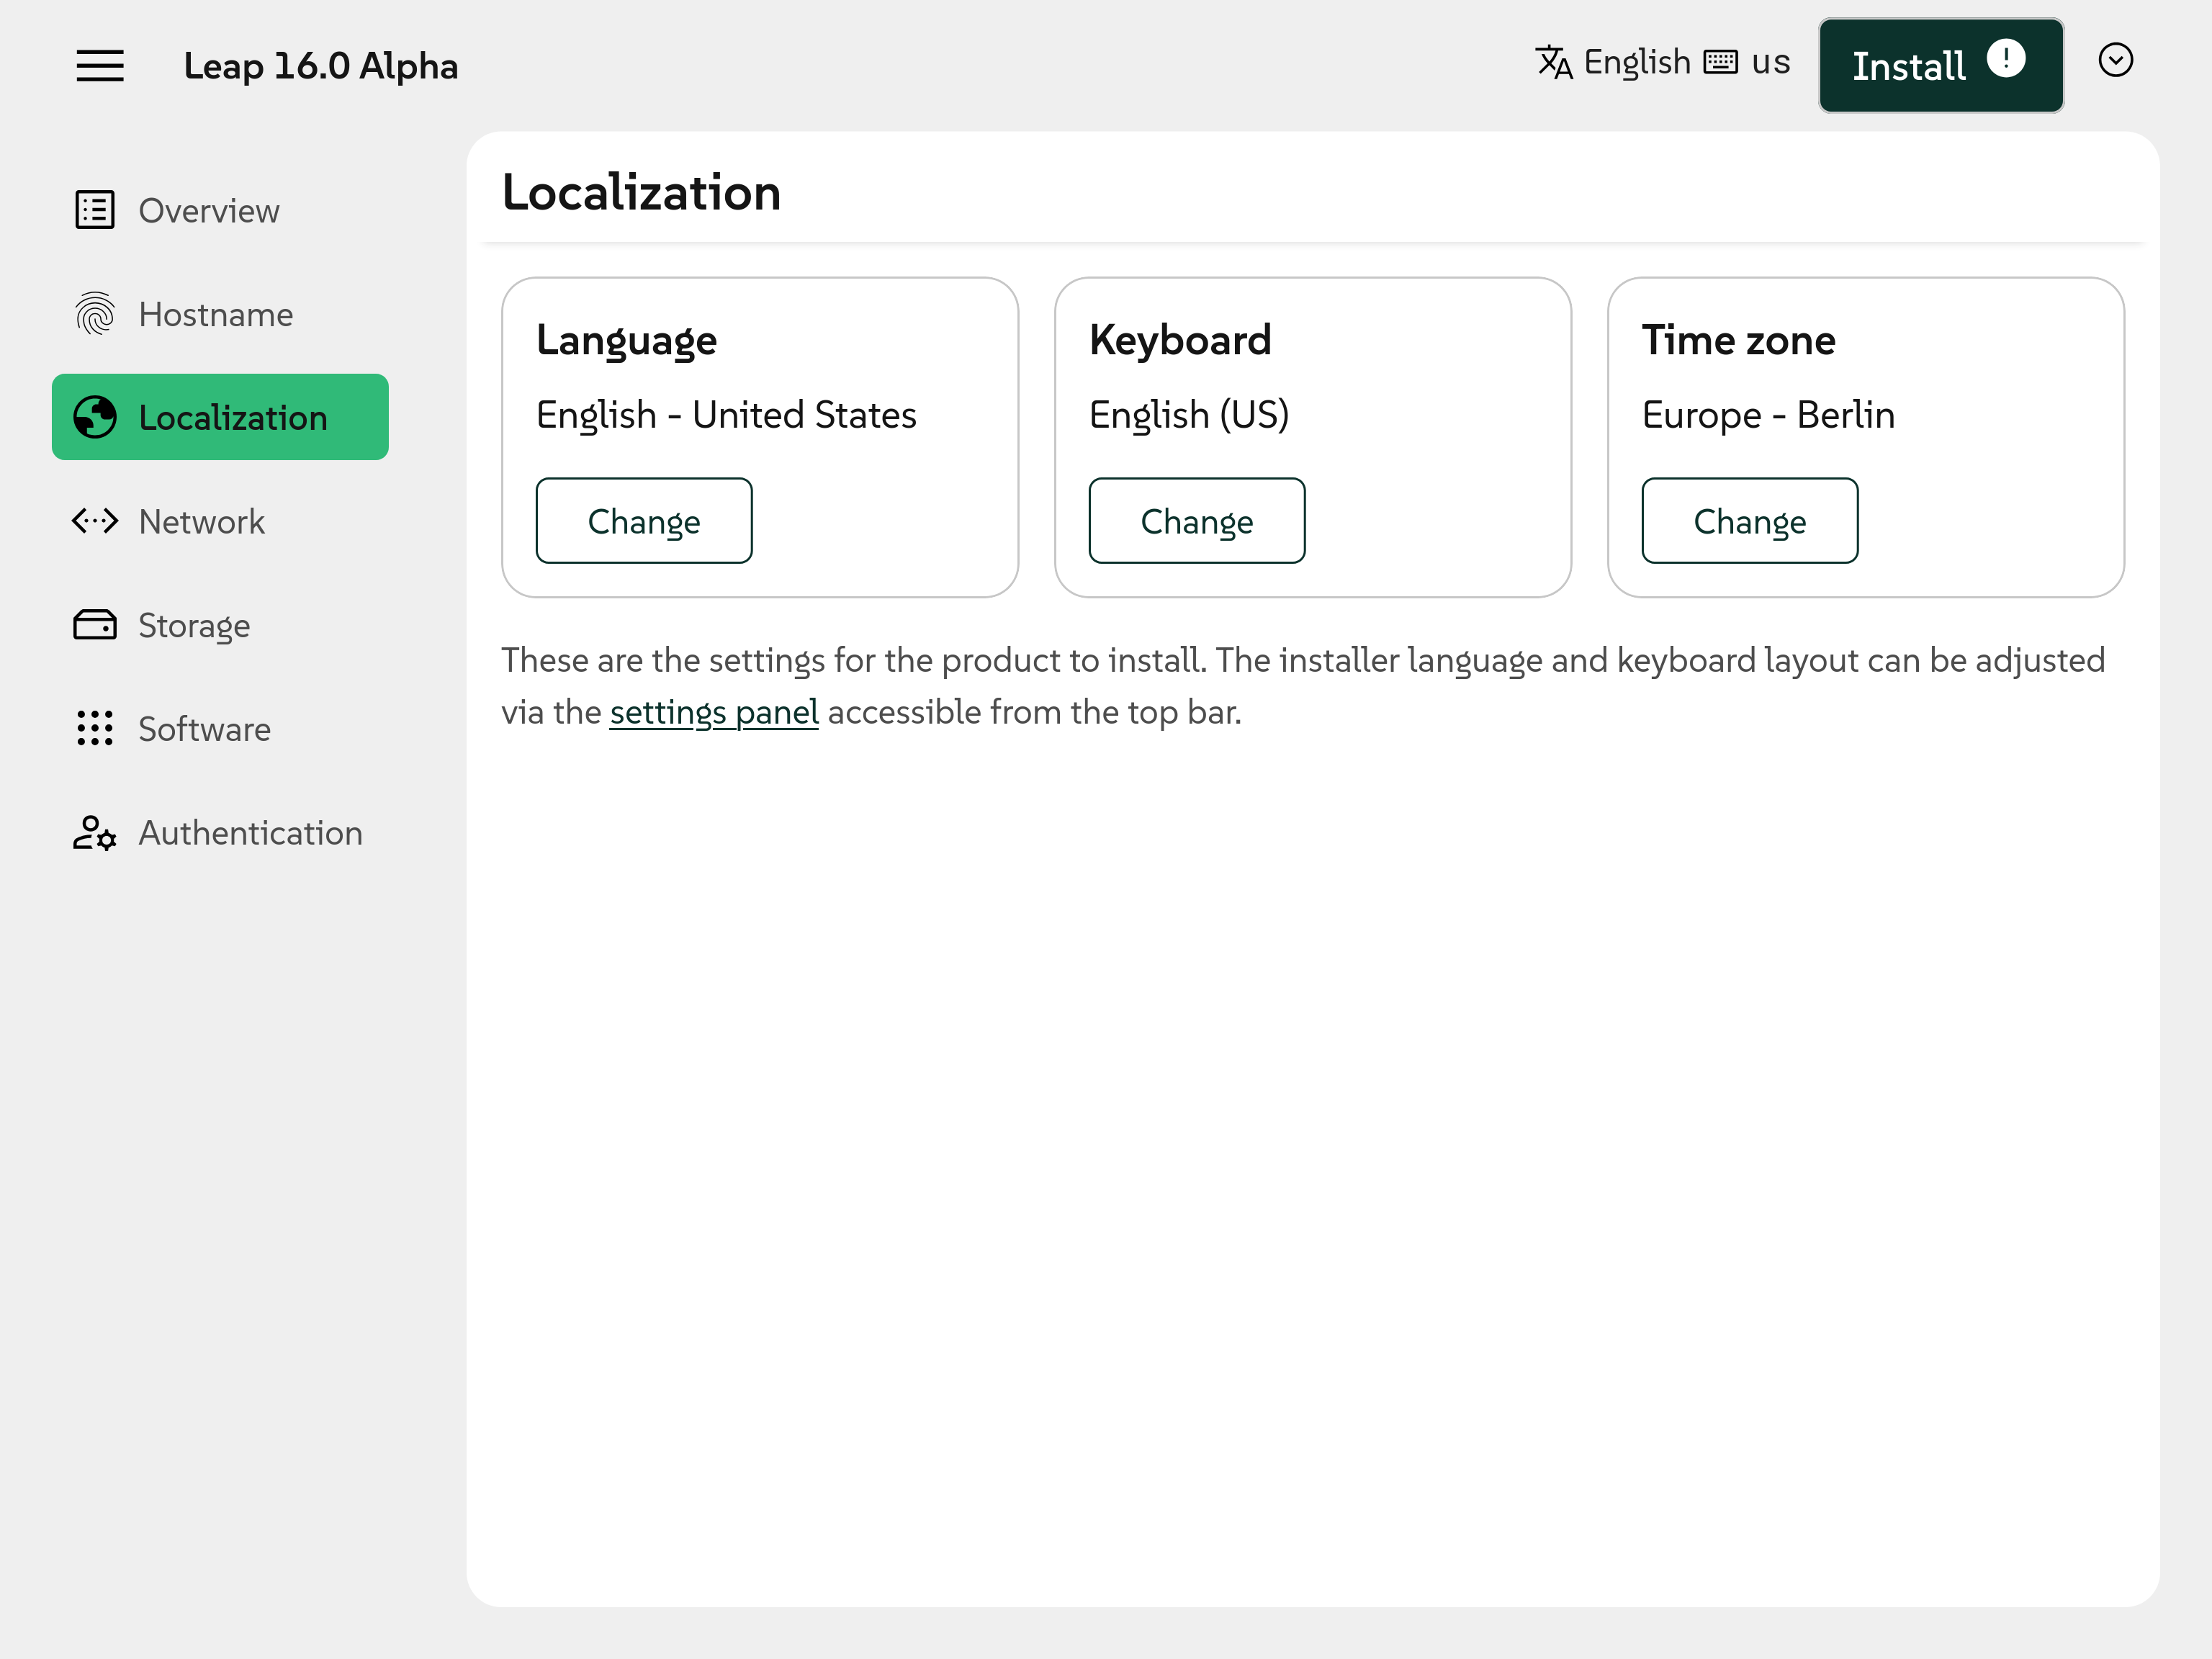 Leap 16.0 Alpha
English us
Install
Overview
Hostname
Localization
Network
Storage
Software
Authentication
Localization
Language
English - United States
Change
Keyboard
English (US)
Change
Time zone
Europe - Berlin
Change
These are the settings for the product to install. The installer language and keyboard layout can be adjusted
via the settings panel accessible from the top bar.